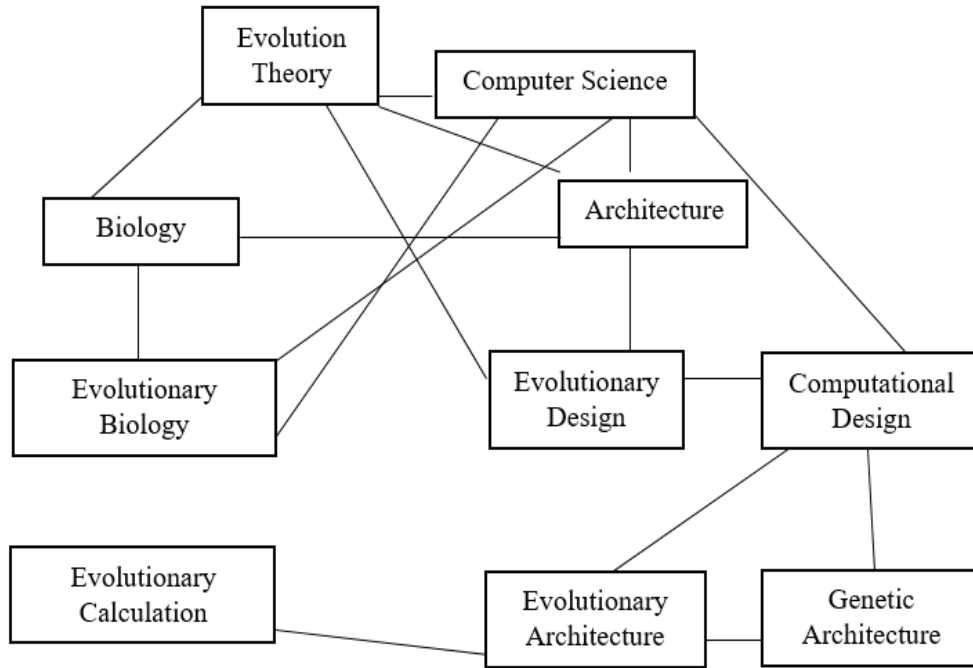 Evolution
Theory
Computer Science
Biology
Architecture
Evolutionary
Biology
Evolutionary
Design
Computational
Design
Evolutionary
Calculation
Evolutionary
Architecture
Genetic
Architecture